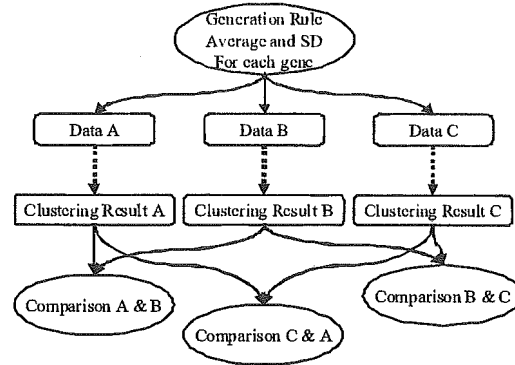 Generation Rule
Average and SD
For each gene
Data A
Data B
Data C
Clustering Result A
Clustering Result B
Clustering Result C
Comparison A & B
Comparison C & A
Comparison B & C